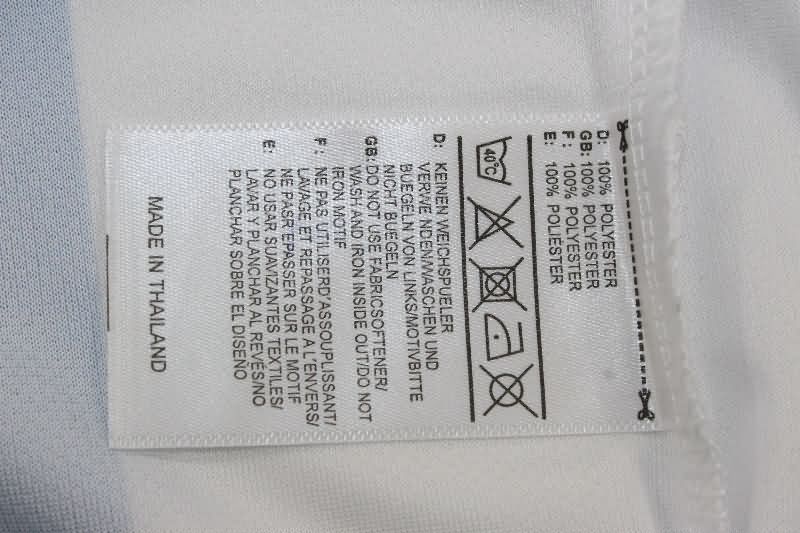 D: 100% POLYESTER
GB: 100% POLYESTER
F: 100% POLYESTER
E: 100% POLIESTER
40°C
D: KEINEN WEICHSPUELER
VERWE NDEN/WASCHEN UND
BUEGELN VON LINKS/MOTIVBITTE
NICHT BUEGELN
GB: DO NOT USE FABRICSOFTENER/
WASH AND IRON INSIDE OUT/DO NOT
IRON MOTIF
F: NE PAS UTILISERD'ASSOUPLISSANT/
LAVAGE ET REPASSAGE A L'ENVERS/
NE PASR EPASSER SUR LE MOTIF
E: NO USAR SUAVIZANTES TEXTILES/
LAVAR Y PLANCHAR AL REVÉS/NO
PLANCHAR SOBRE EL DISEÑO
MADE IN THAILAND